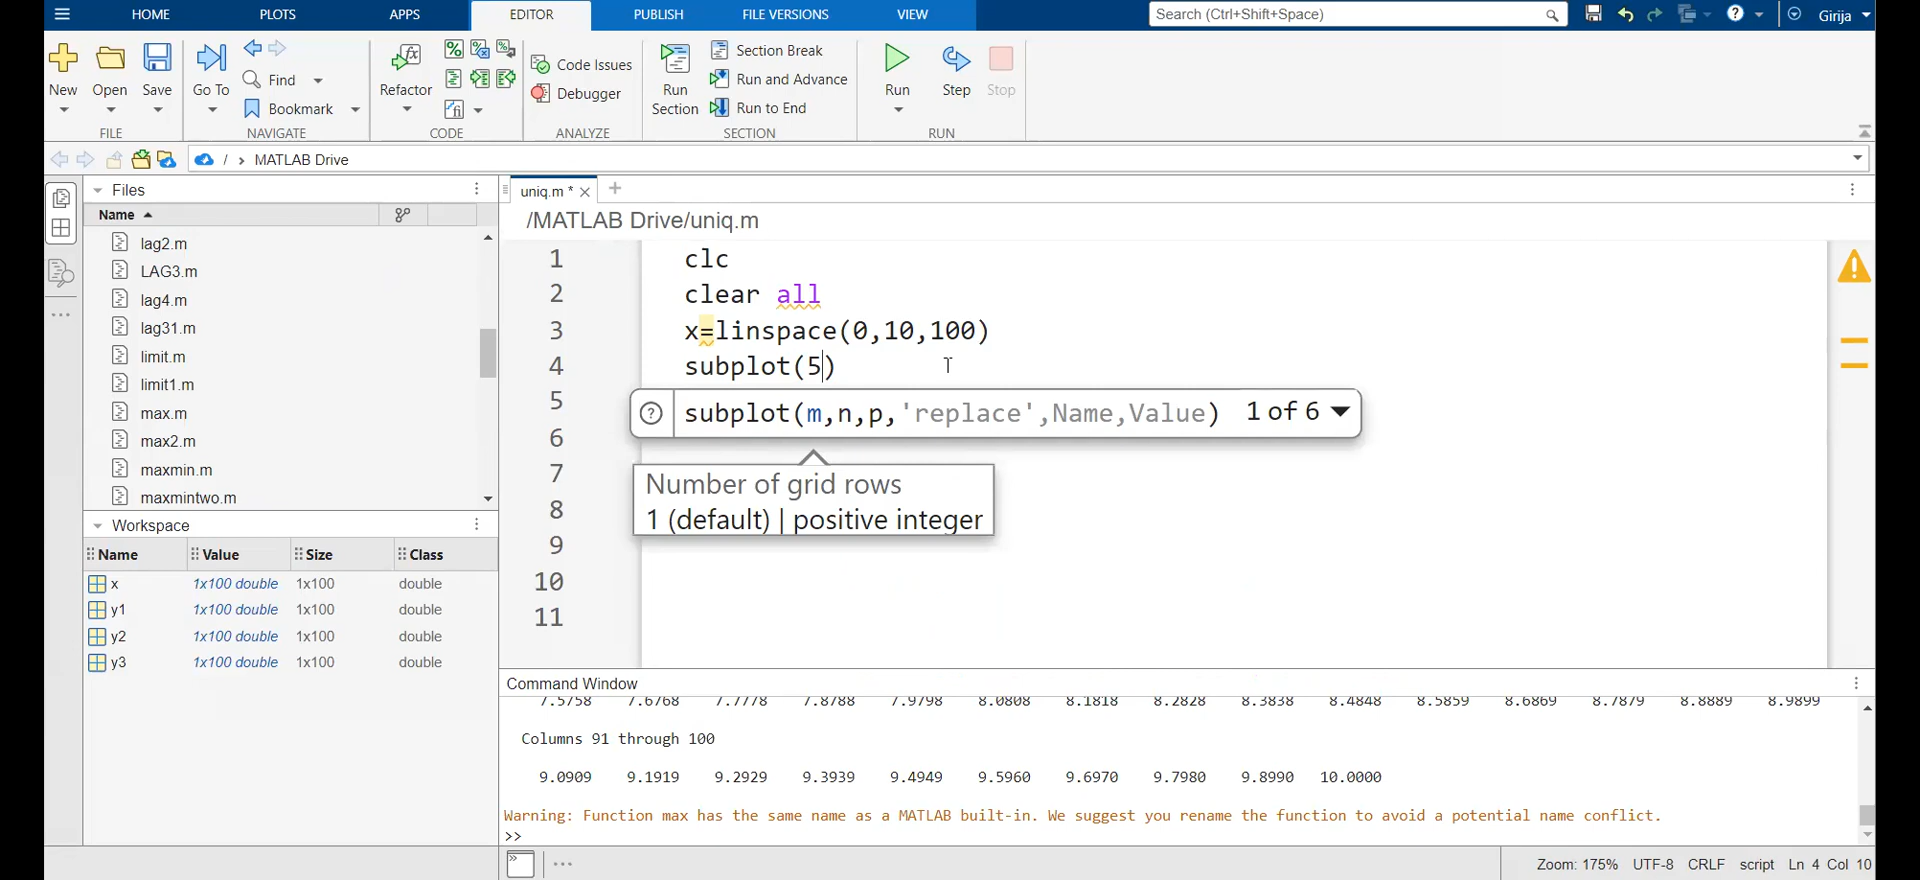 HOME PLOTS APPS EDITOR PUBLISH FILE VERSIONS VIEW Search (Ctrl+Shift+Space) Girija
New Open Save Go To Find Bookmark Refactor Code Issues Debugger Run Section Section Break Run and Advance Run to End Run Step Stop
FILE NAVIGATE CODE ANALYZE SECTION RUN
/ › MATLAB Drive
Files
Name
lag2.m
LAG3.m
lag4.m
lag31.m
limit.m
limit1.m
max.m
max2.m
maxmin.m
maxmintwo.m
Workspace
Name Value Size Class
x 1x100 double 1x100 double
y1 1x100 double 1x100 double
y2 1x100 double 1x100 double
y3 1x100 double 1x100 double
uniq.m * × +
/MATLAB Drive/uniq.m
1 clc
2 clear all
3 x=linspace(0,10,100)
4 subplot(5)
5
subplot(m,n,p,'replace',Name,Value) 1 of 6
6
7
Number of grid rows
8
1 (default) | positive integer
9
10
11
Command Window
7.5758 7.6768 7.7778 7.8788 7.9798 8.0808 8.1818 8.2828 8.3838 8.4848 8.5859 8.6869 8.7879 8.8889 8.9899
Columns 91 through 100
9.0909 9.1919 9.2929 9.3939 9.4949 9.5960 9.6970 9.7980 9.8990 10.0000
Warning: Function max has the same name as a MATLAB built-in. We suggest you rename the function to avoid a potential name conflict.
>>
Zoom: 175% UTF-8 CRLF script Ln 4 Col 10